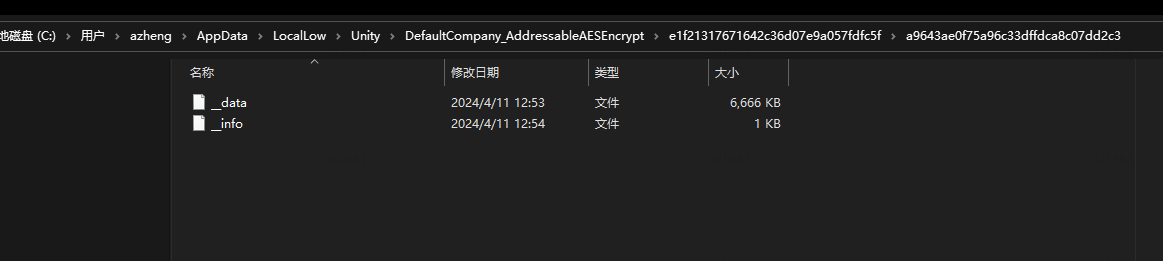 地磁盘 (C:) > 用户 > azheng > AppData > LocalLow > Unity > DefaultCompany_AddressableAESEncrypt > e1f21317671642c36d07e9a057fdfc5f > a9643ae0f75a96c33dffdca8c07dd2c3
名称 修改日期 类型 大小
__data 2024/4/11 12:53 文件 6,666 KB
__info 2024/4/11 12:54 文件 1 KB